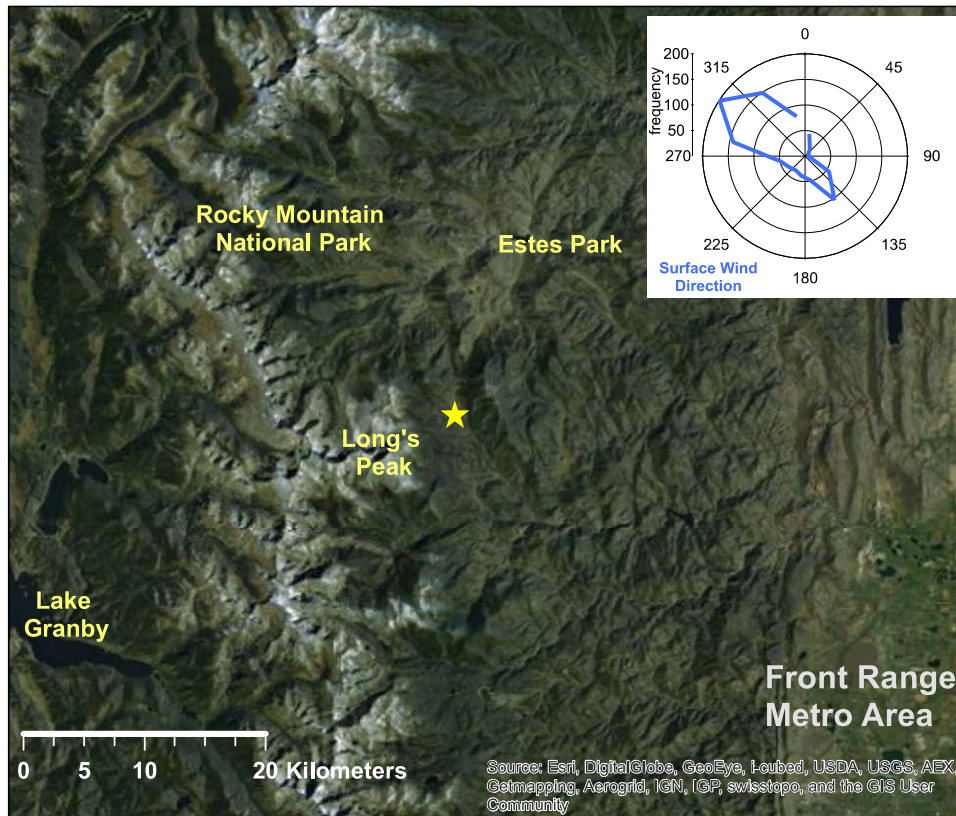 0
315
45
200
150
100
50
frequency
270
90
225
135
180
Surface Wind
Direction
Rocky Mountain
National Park
Estes Park
Long's
Peak
Lake
Granby
Front Range
Metro Area
0 5 10 20 Kilometers
Source: Esri, DigitalGlobe, GeoEye, i-cubed, USDA, USGS, AEX,
Getmapping, Aerogrid, IGN, IGP, swisstopo, and the GIS User
Community